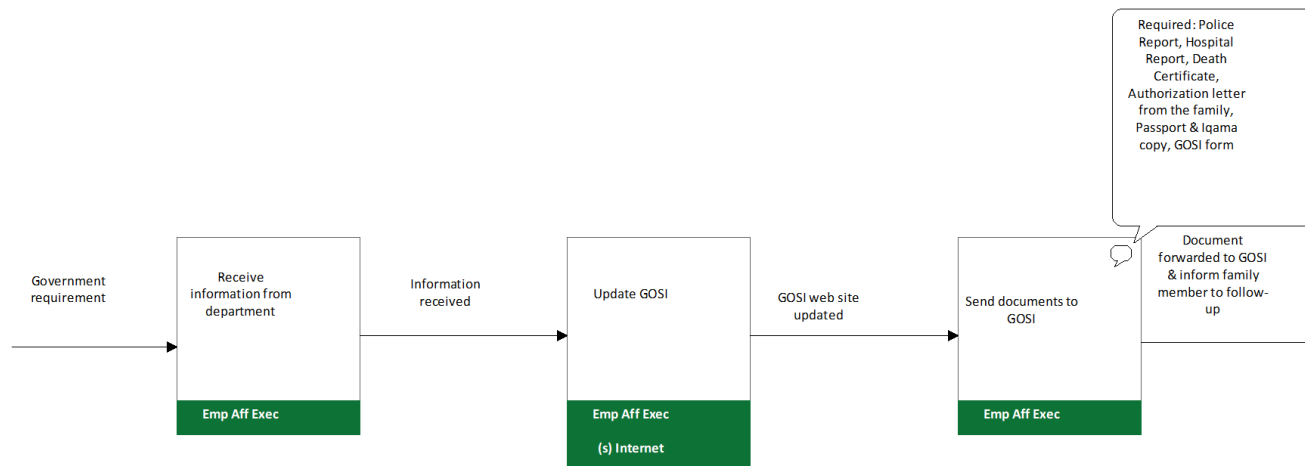 Required: Police
Report, Hospital
Report, Death
Certificate,
Authorization letter
from the family,
Passport & Iqama
copy, GOSI form
Government
requirement
Receive
information from
department
Emp Aff Exec
Information
received
Update GOSI
Emp Aff Exec
(s) Internet
GOSI web site
updated
Send documents to
GOSI
Emp Aff Exec
Document
forwarded to GOSI
& inform family
member to follow-
up